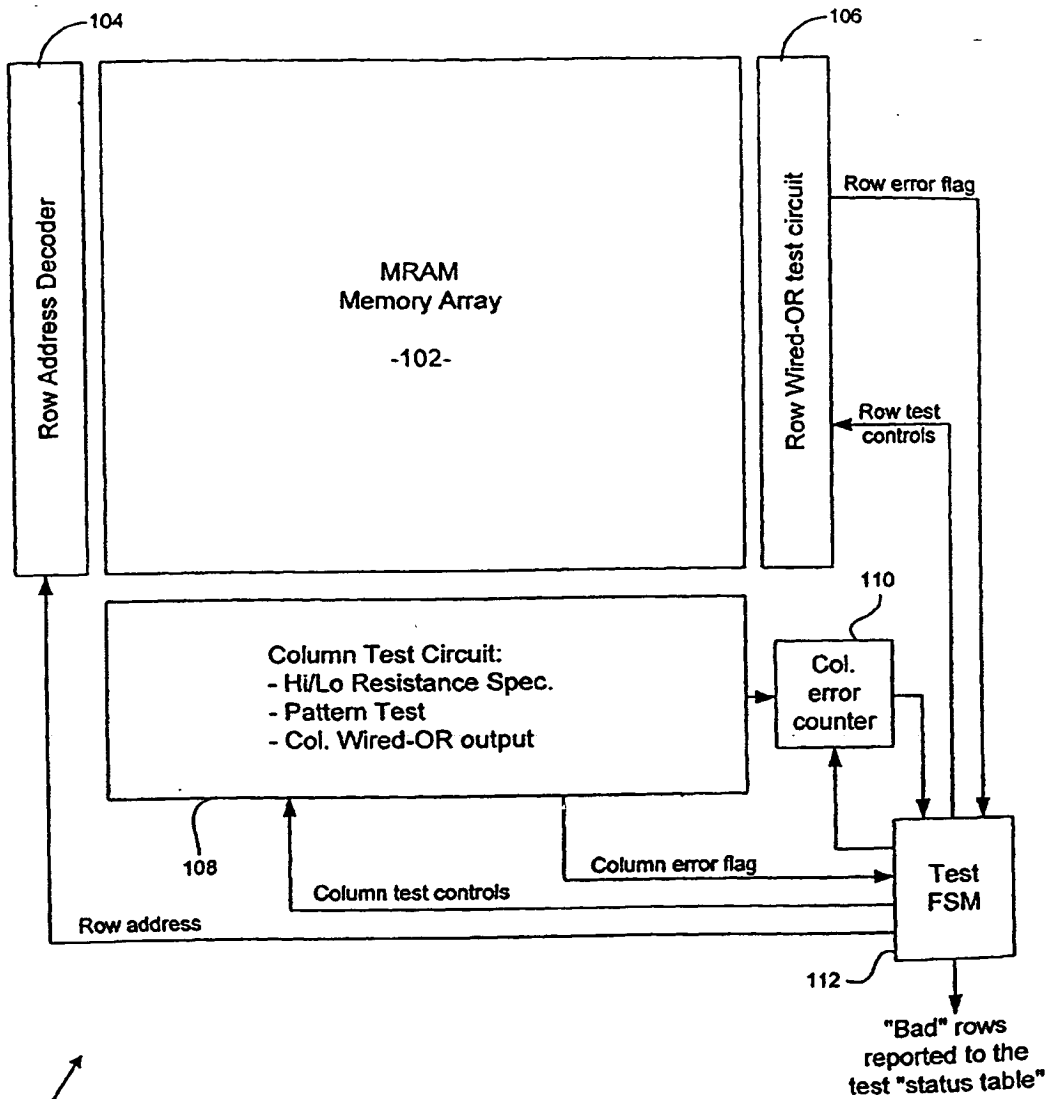 104
106
Row Address Decoder
MRAM
Memory Array
-102-
Row Wired-OR test circuit
Row error flag
Row test
controls
110
Column Test Circuit:
- Hi/Lo Resistance Spec.
- Pattern Test
- Col. Wired-OR output
Col.
error
counter
108
Column error flag
Column test controls
Row address
Test
FSM
112
"Bad" rows
reported to the
test "status table"